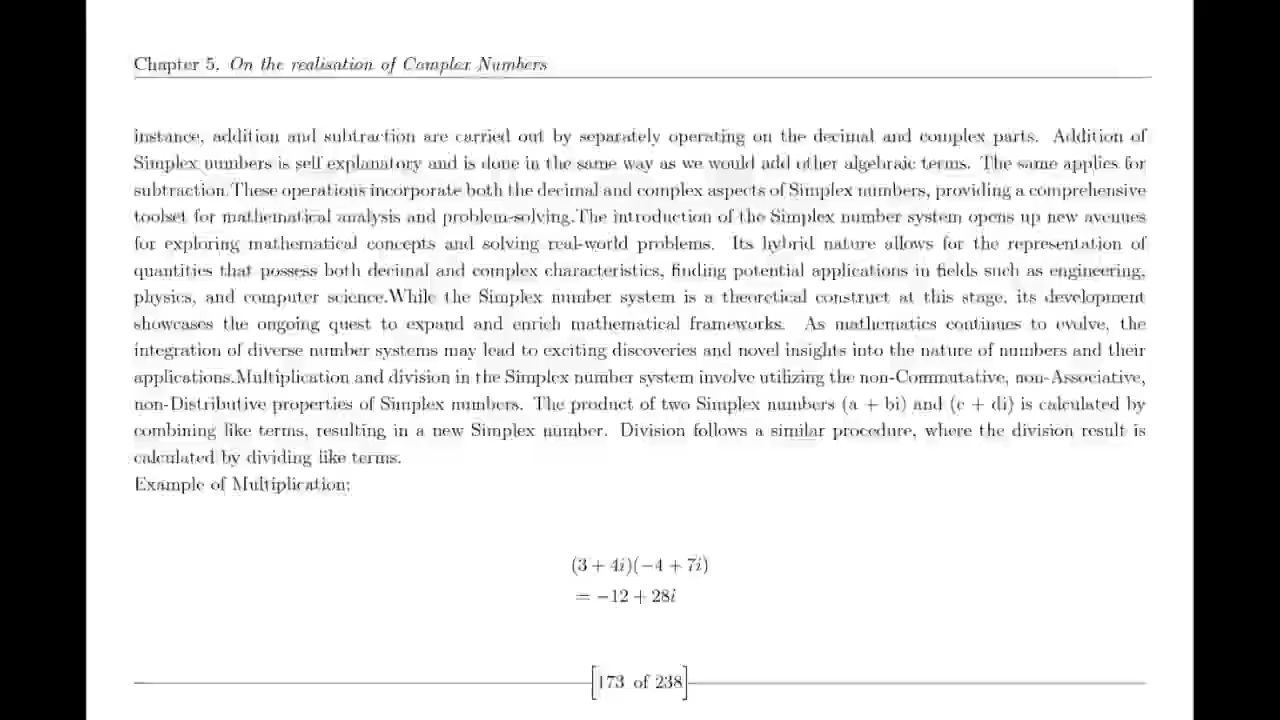 Chapter 5. On the realisation of Complex Numbers
instance, addition and subtraction are carried out by separately operating on the decimal and complex parts. Addition of
Simplex numbers is self explanatory and is done in the same way as we would add other algebraic terms. The same applies for
subtraction.These operations incorporate both the decimal and complex aspects of Simplex numbers, providing a comprehensive
toolset for mathematical analysis and problem-solving.The introduction of the Simplex number system opens up new avenues
for exploring mathematical concepts and solving real-world problems. Its hybrid nature allows for the representation of
quantities that possess both decimal and complex characteristics, finding potential applications in fields such as engineering,
physics, and computer science.While the Simplex number system is a theoretical construct at this stage, its development
showcases the ongoing quest to expand and enrich mathematical frameworks. As mathematics continues to evolve, the
integration of diverse number systems may lead to exciting discoveries and novel insights into the nature of numbers and their
applications.Multiplication and division in the Simplex number system involve utilizing the non-Commutative, non-Associative,
non-Distributive properties of Simplex numbers. The product of two Simplex numbers (a + bi) and (c + di) is calculated by
combining like terms, resulting in a new Simplex number. Division follows a similar procedure, where the division result is
calculated by dividing like terms.
Example of Multiplication:
(3 + 4i)(−4 + 7i)
= −12 + 28i
[173 of 238]